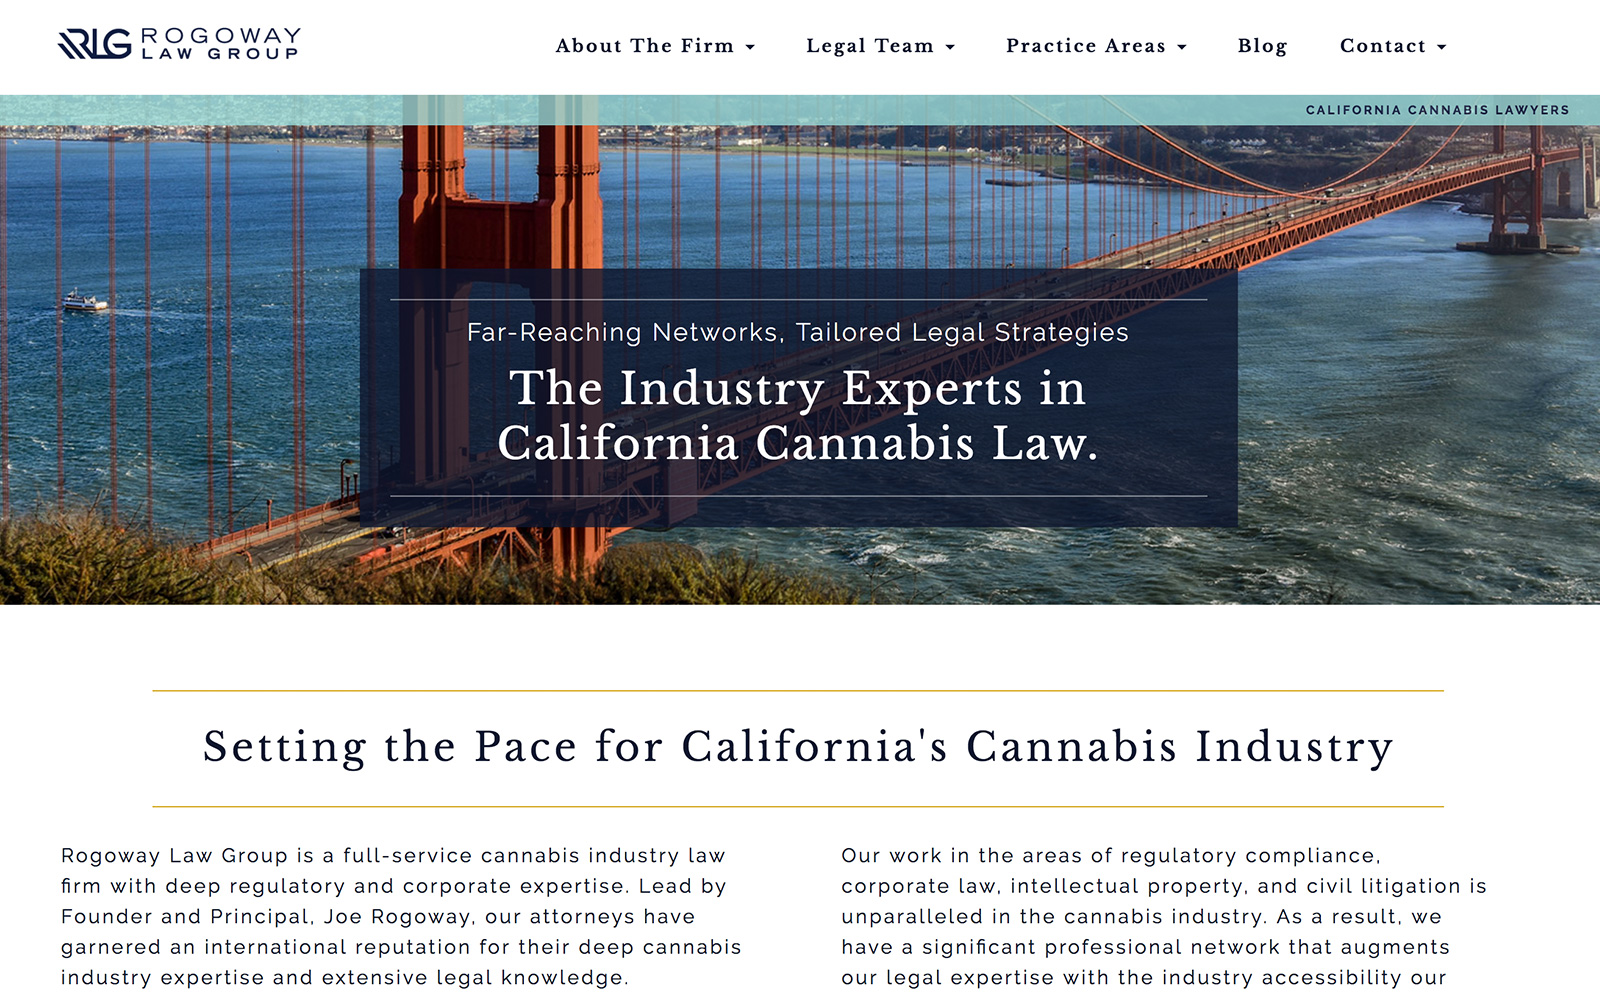 RLG ROGOWAY
LAW GROUP
About The Firm Legal Team Practice Areas Blog Contact
CALIFORNIA CANNABIS LAWYERS
Far-Reaching Networks, Tailored Legal Strategies
The Industry Experts in
California Cannabis Law.
Setting the Pace for California's Cannabis Industry
Rogoway Law Group is a full-service cannabis industry law
firm with deep regulatory and corporate expertise. Lead by
Founder and Principal, Joe Rogoway, our attorneys have
garnered an international reputation for their deep cannabis
industry expertise and extensive legal knowledge.
Our work in the areas of regulatory compliance,
corporate law, intellectual property, and civil litigation is
unparalleled in the cannabis industry. As a result, we
have a significant professional network that augments
our legal expertise with the industry accessibility our